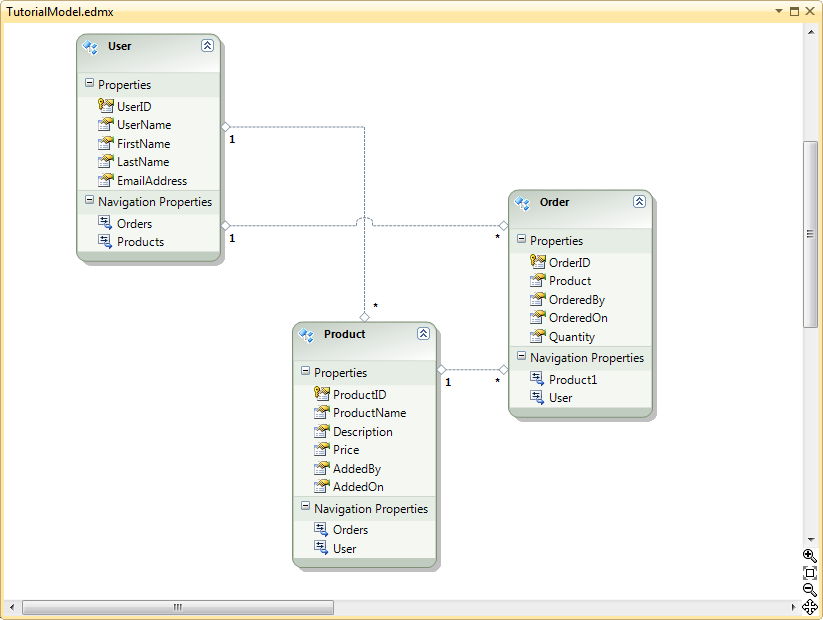 TutorialModel.edmx
User
Properties
UserID
UserName
FirstName
LastName
EmailAddress
Navigation Properties
Orders
Products
1
1
*
*
Order
Properties
OrderID
Product
OrderedBy
OrderedOn
Quantity
Navigation Properties
Product1
User
Product
Properties
ProductID
ProductName
Description
Price
AddedBy
AddedOn
Navigation Properties
Orders
User
1
*